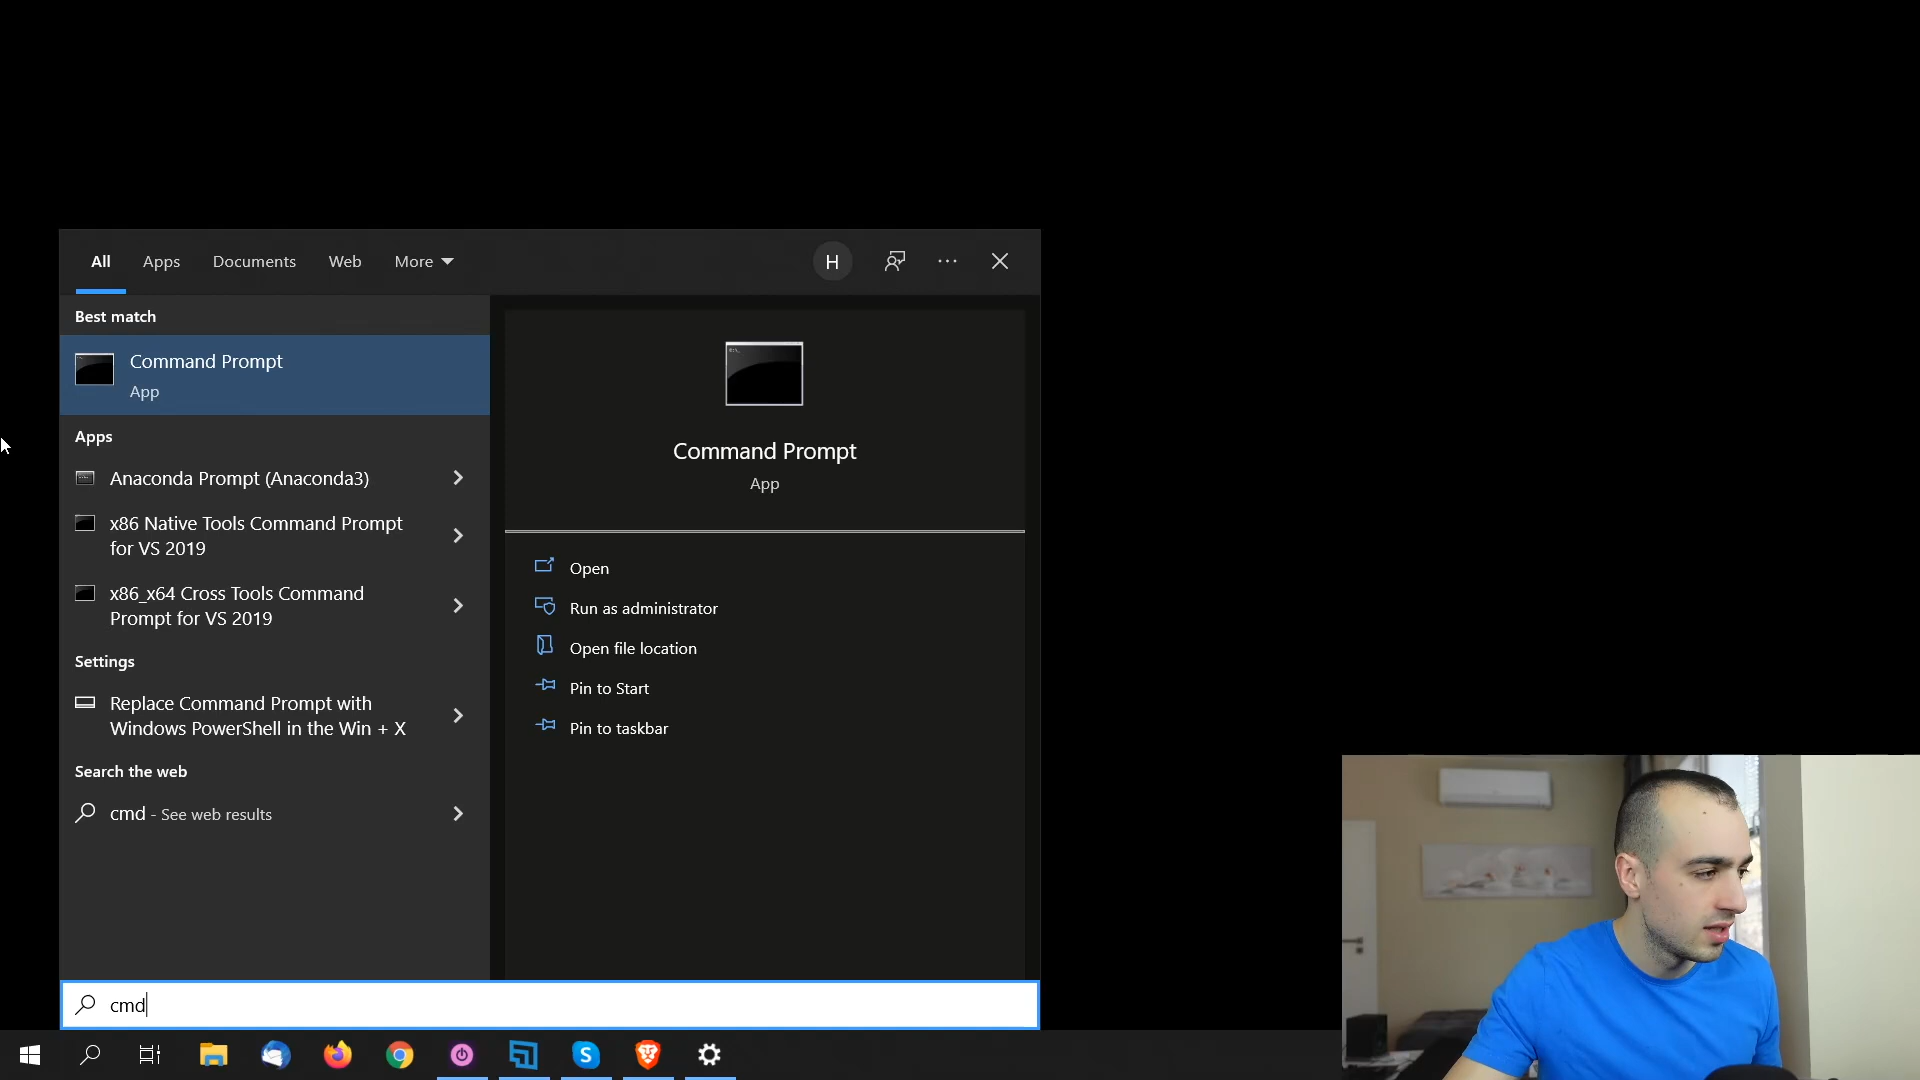 All Apps Documents Web More H
Best match
Command Prompt
App
Apps
Anaconda Prompt (Anaconda3)
x86 Native Tools Command Prompt
for VS 2019
x86_x64 Cross Tools Command
Prompt for VS 2019
Settings
Replace Command Prompt with
Windows PowerShell in the Win + X
Search the web
cmd - See web results
Command Prompt
App
Open
Run as administrator
Open file location
Pin to Start
Pin to taskbar
cmd